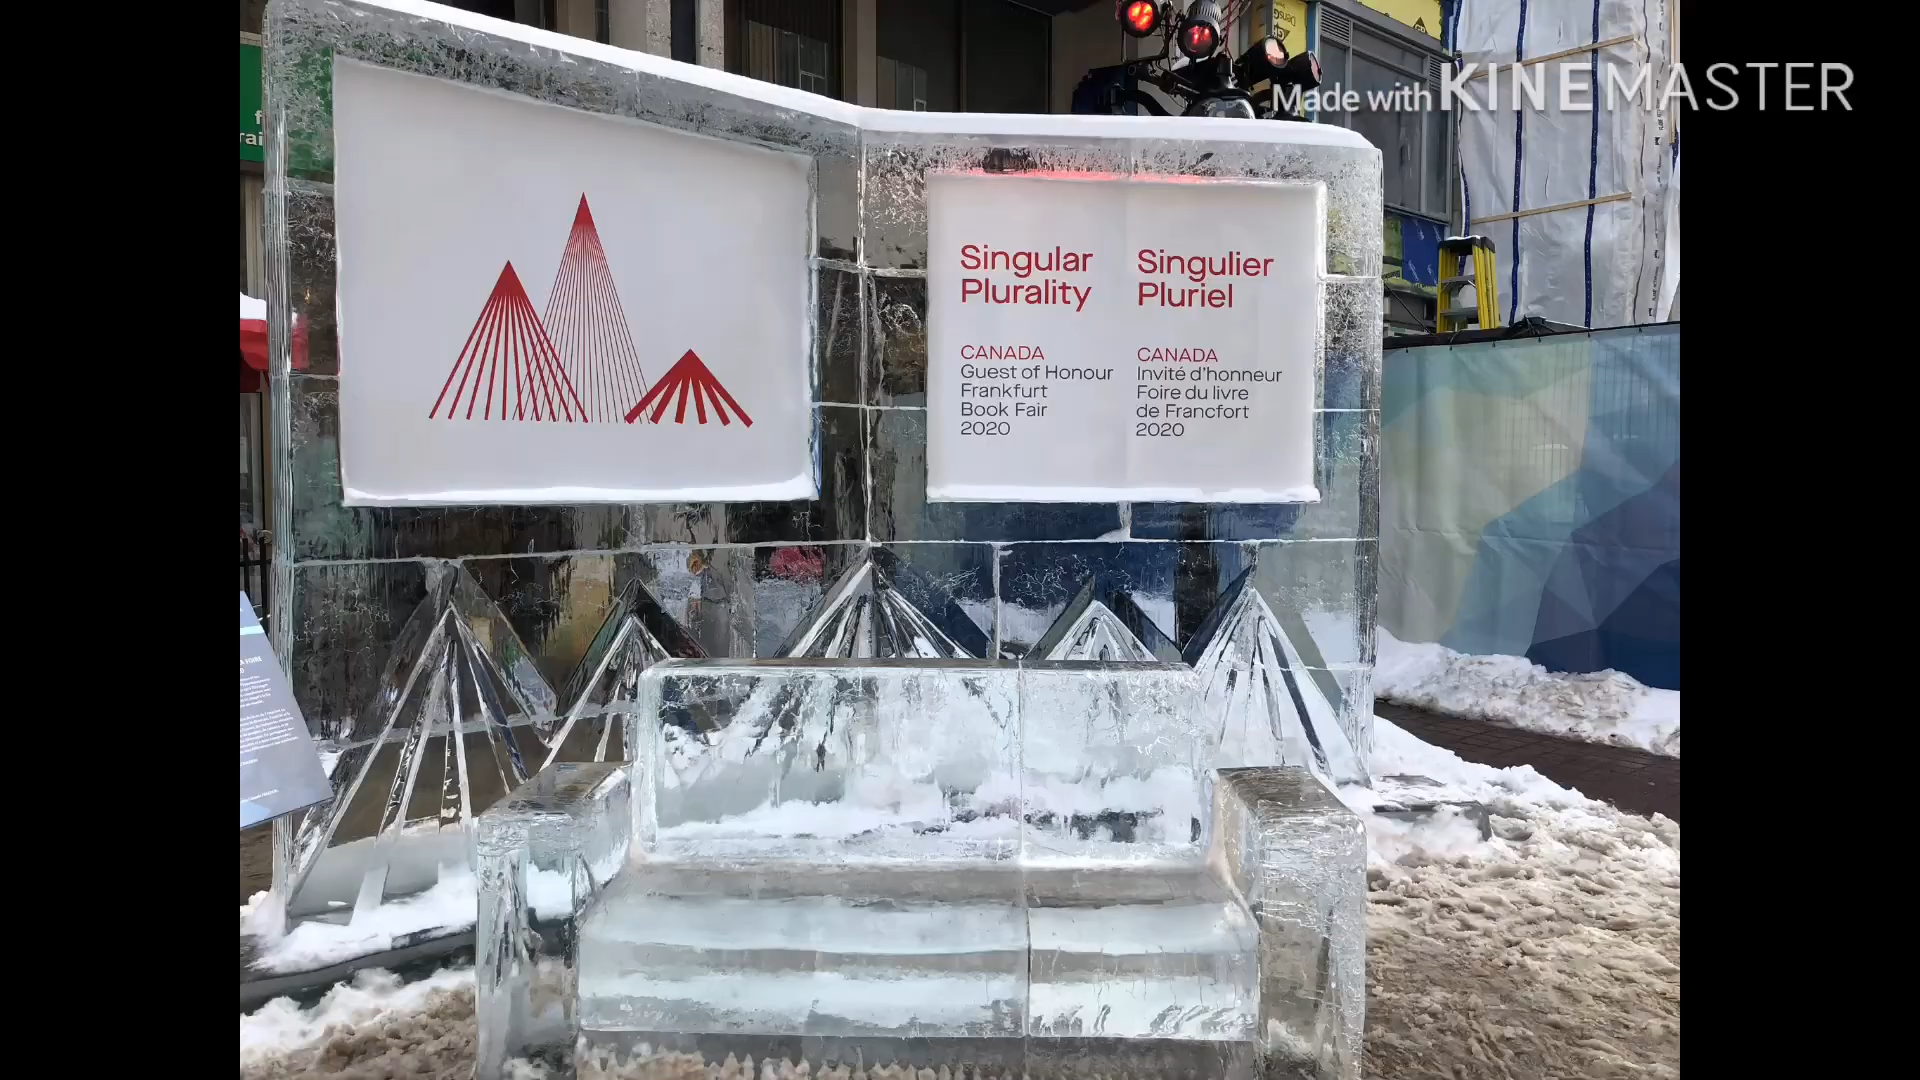 Made with KINEMASTER
Singular
Plurality
CANADA
Guest of Honour
Frankfurt
Book Fair
2020
Singulier
Pluriel
CANADA
Invité d'honneur
Foire du livre
de Francfort
2020